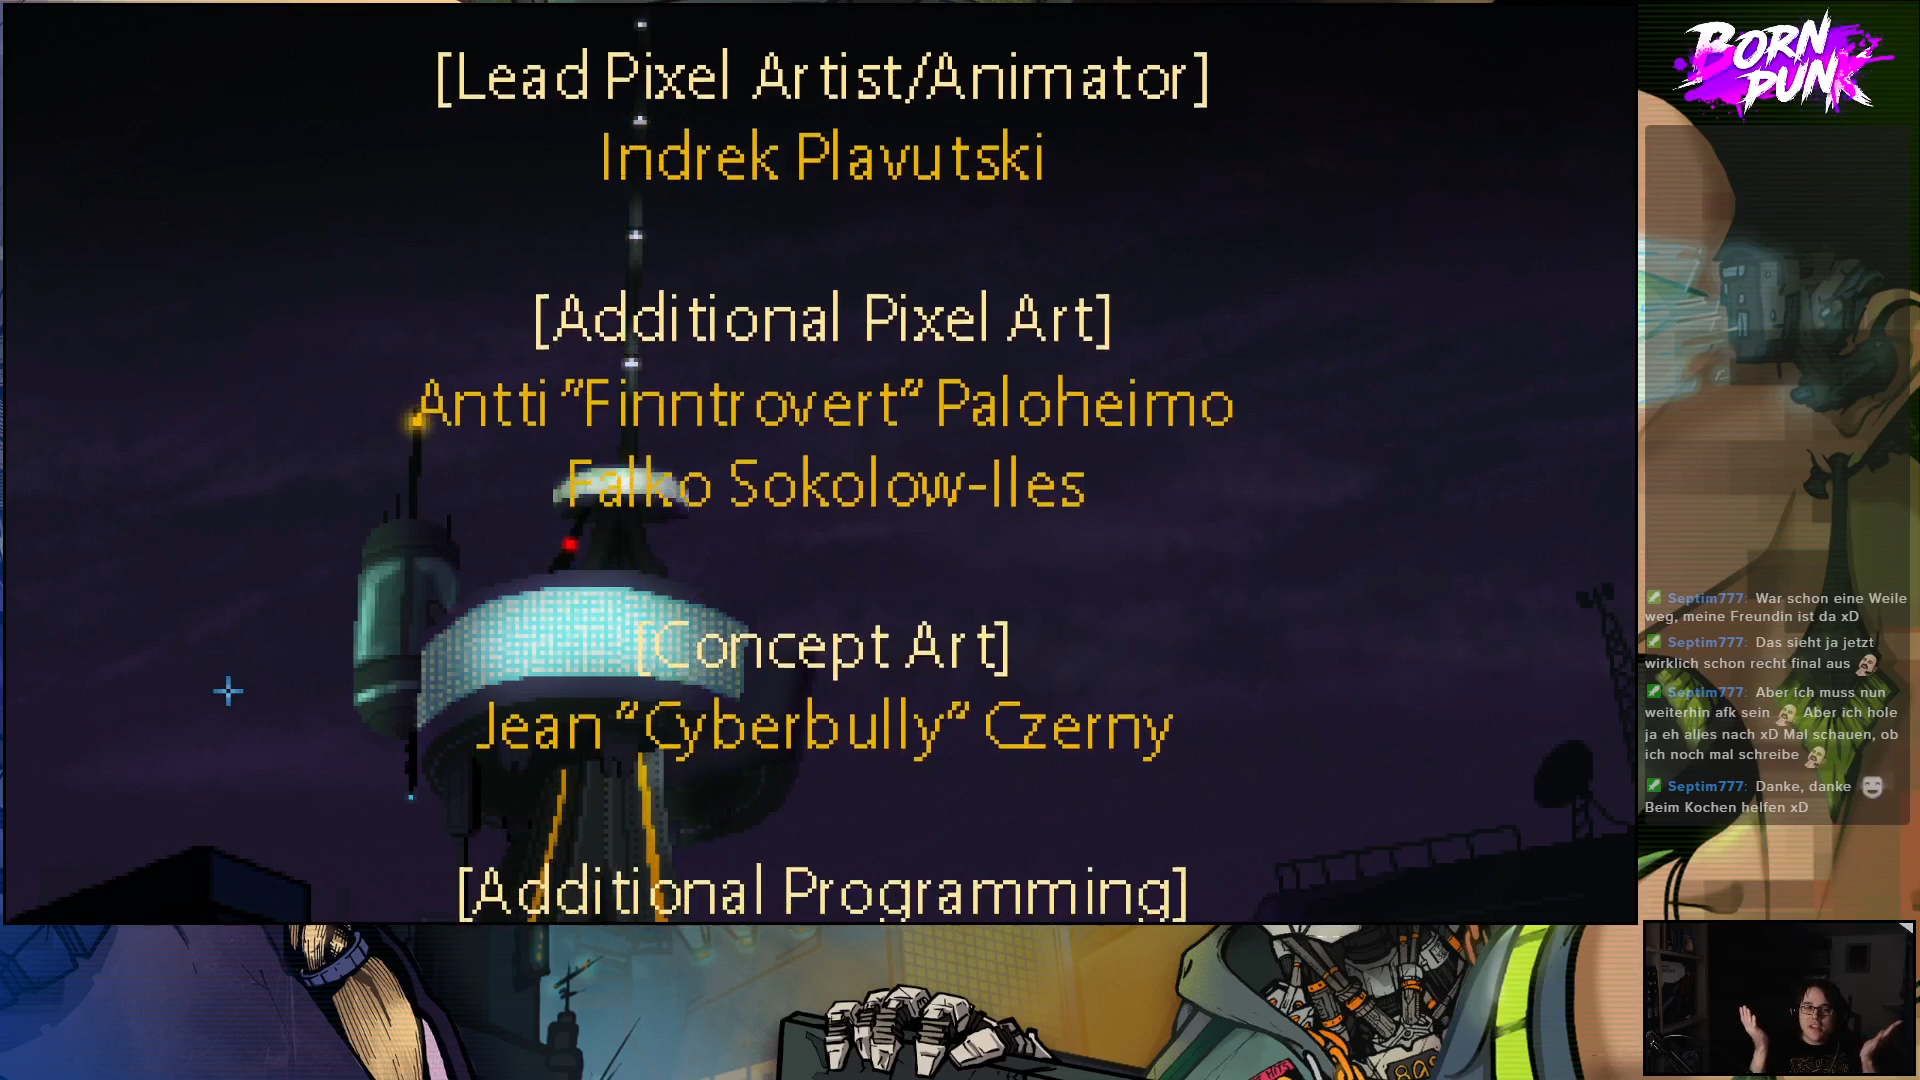 [Lead Pixel Artist/Animator]
Indrek Plavutski
[Additional Pixel Art]
Antti “Finntrovert“ Paloheimo
Falko Sokolow-Iles
[Concept Art]
Jean “Cyberbully“ Czerny
[Additional Programming]
BORN
PUNK
Septim777: War schon eine Weile
weg, meine Freundin ist da xD
Septim777: Das sieht ja jetzt
wirklich schon recht final aus
Septim777: Aber ich muss nun
weiterhin afk sein Aber ich hole
ja eh alles nach xD Mal schauen, ob
ich noch mal schreibe
Septim777: Danke, danke
Beim Kochen helfen xD